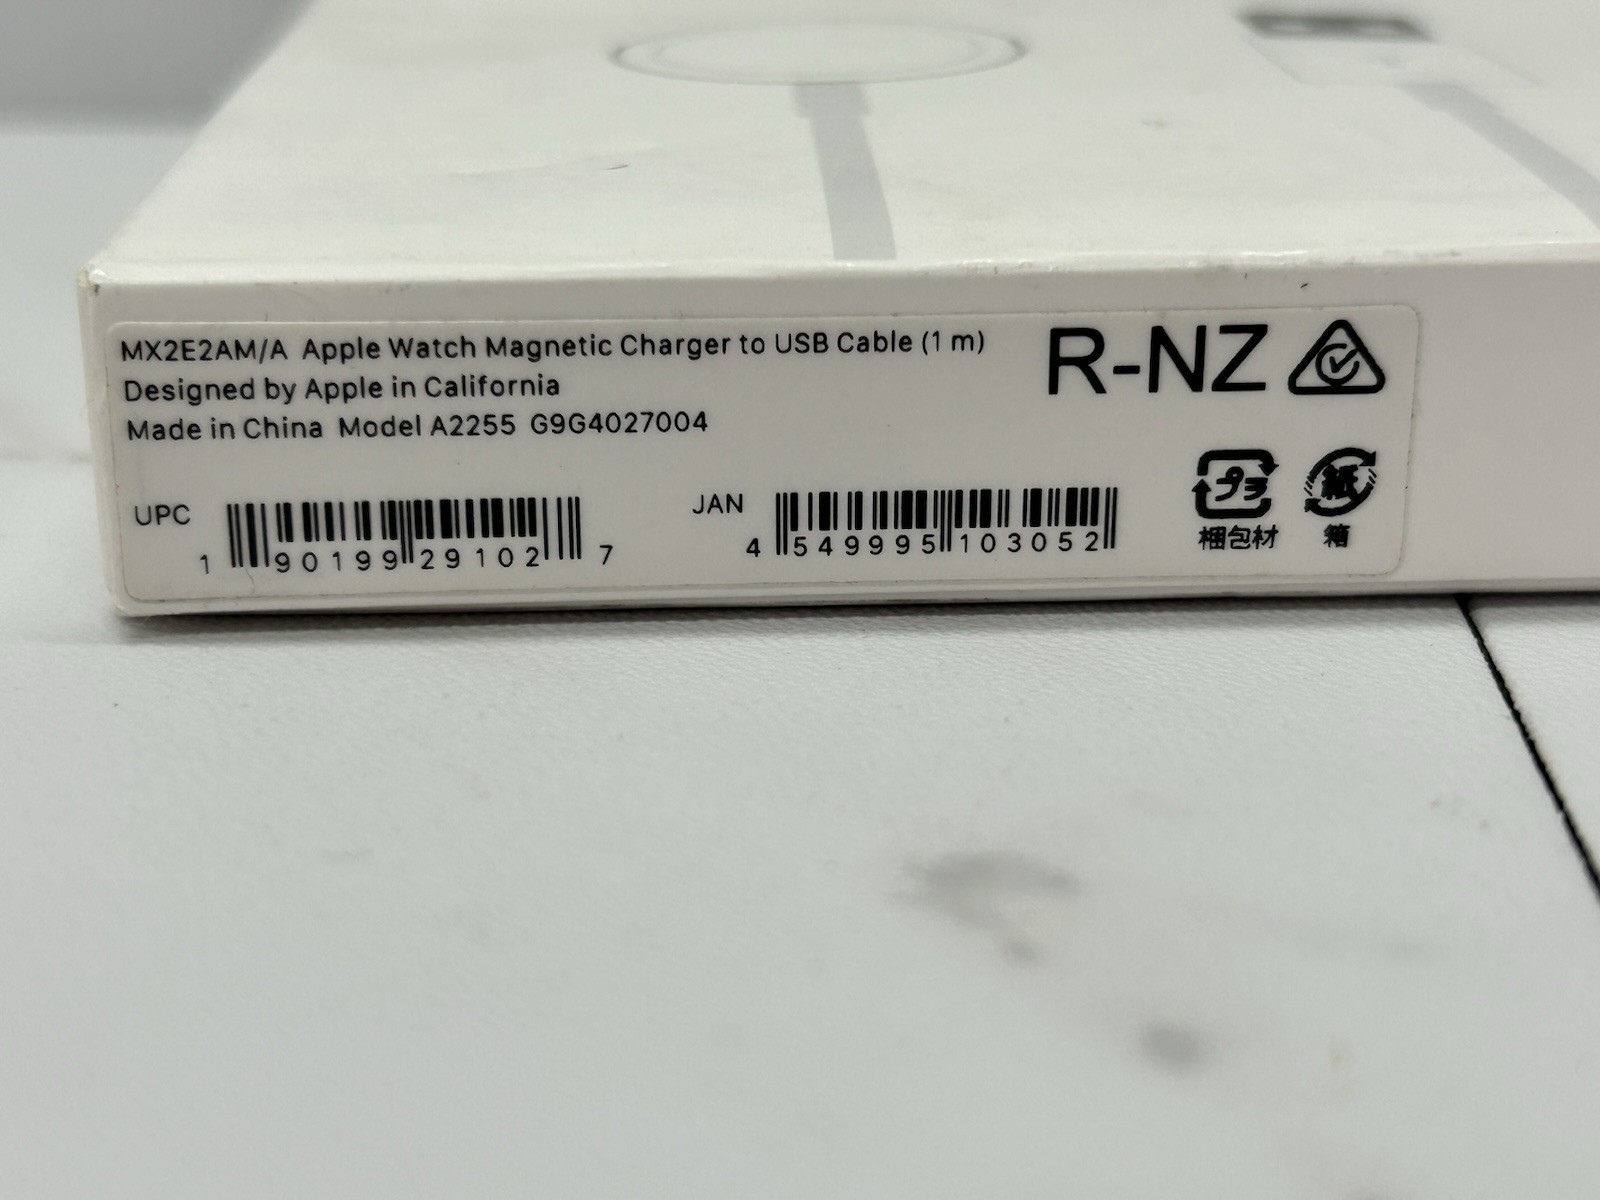 MX2E2AM/A Apple Watch Magnetic Charger to USB Cable (1 m)
Designed by Apple in California
Made in China Model A2255 G9G4027004
R-NZ
UPC
1 90199 29102 7
JAN
4 549995 103052
プラ
梱包材
紙
箱